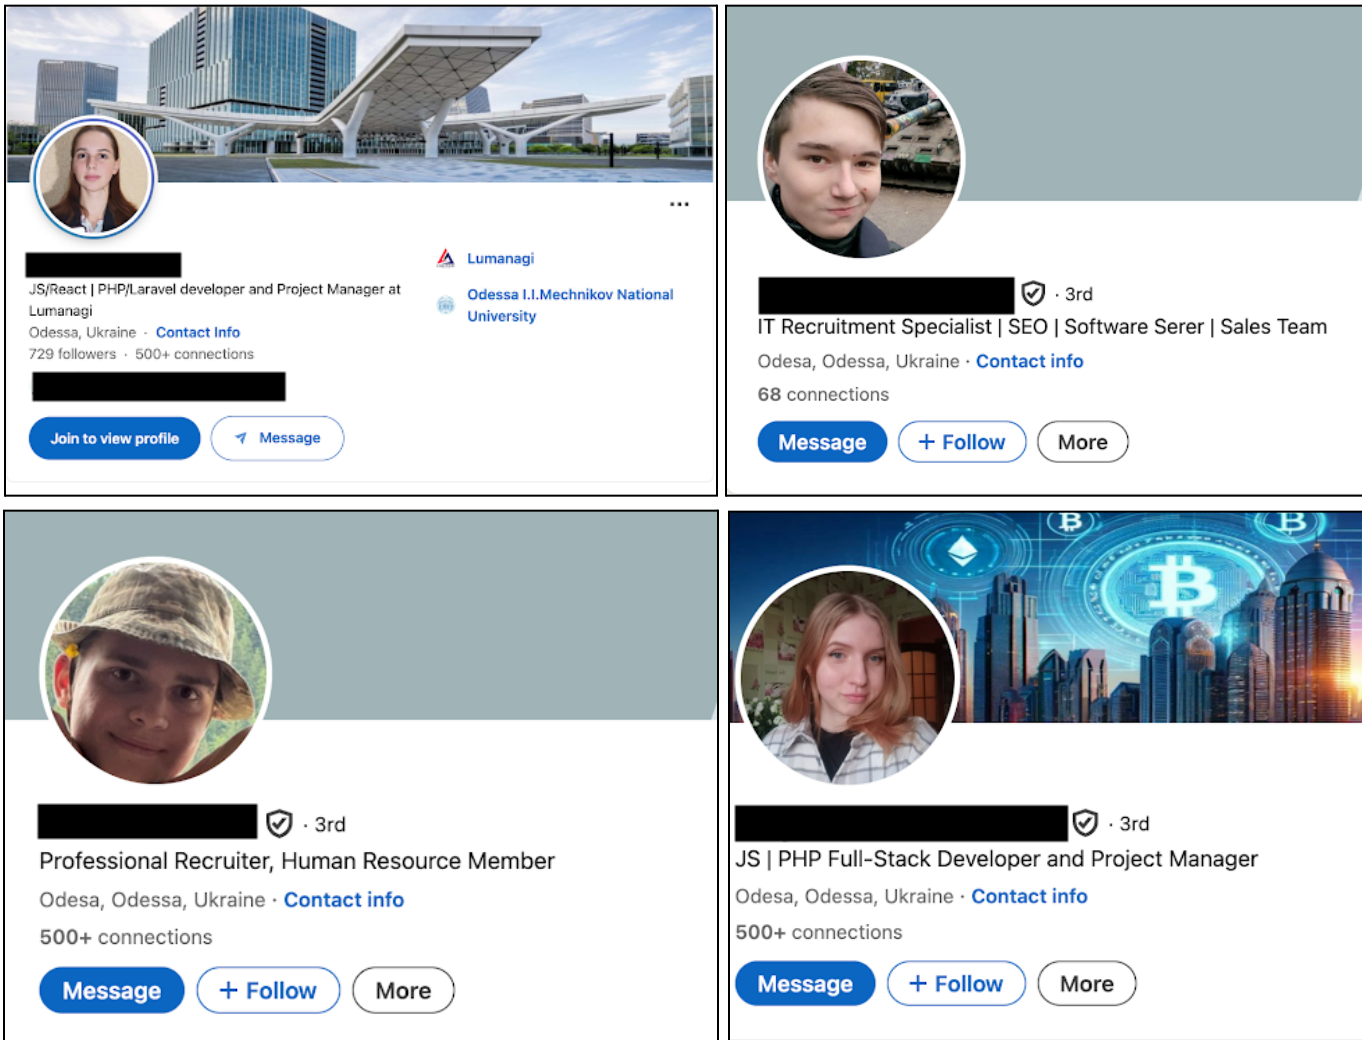 Lumanagi
JS/React | PHP/Laravel developer and Project Manager at
Lumanagi
Odessa I.I.Mechnikov National
University
Odessa, Ukraine · Contact Info
729 followers · 500+ connections
Join to view profile
Message
· 3rd
IT Recruitment Specialist | SEO | Software Serer | Sales Team
Odesa, Odessa, Ukraine · Contact info
68 connections
Message
+ Follow
More
· 3rd
Professional Recruiter, Human Resource Member
Odesa, Odessa, Ukraine · Contact info
500+ connections
Message
+ Follow
More
· 3rd
JS | PHP Full-Stack Developer and Project Manager
Odesa, Odessa, Ukraine · Contact info
500+ connections
Message
+ Follow
More